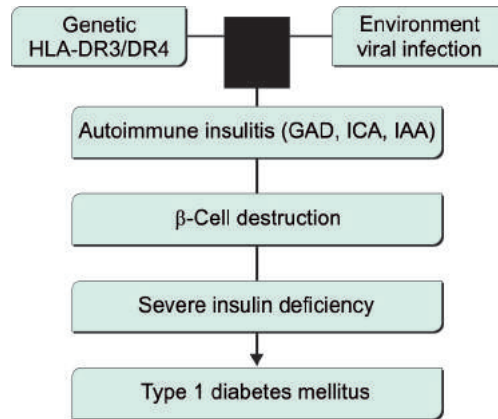 Genetic
HLA-DR3/DR4
Environment
viral infection
Autoimmune insulitis (GAD, ICA, IAA)
β-Cell destruction
Severe insulin deficiency
Type 1 diabetes mellitus